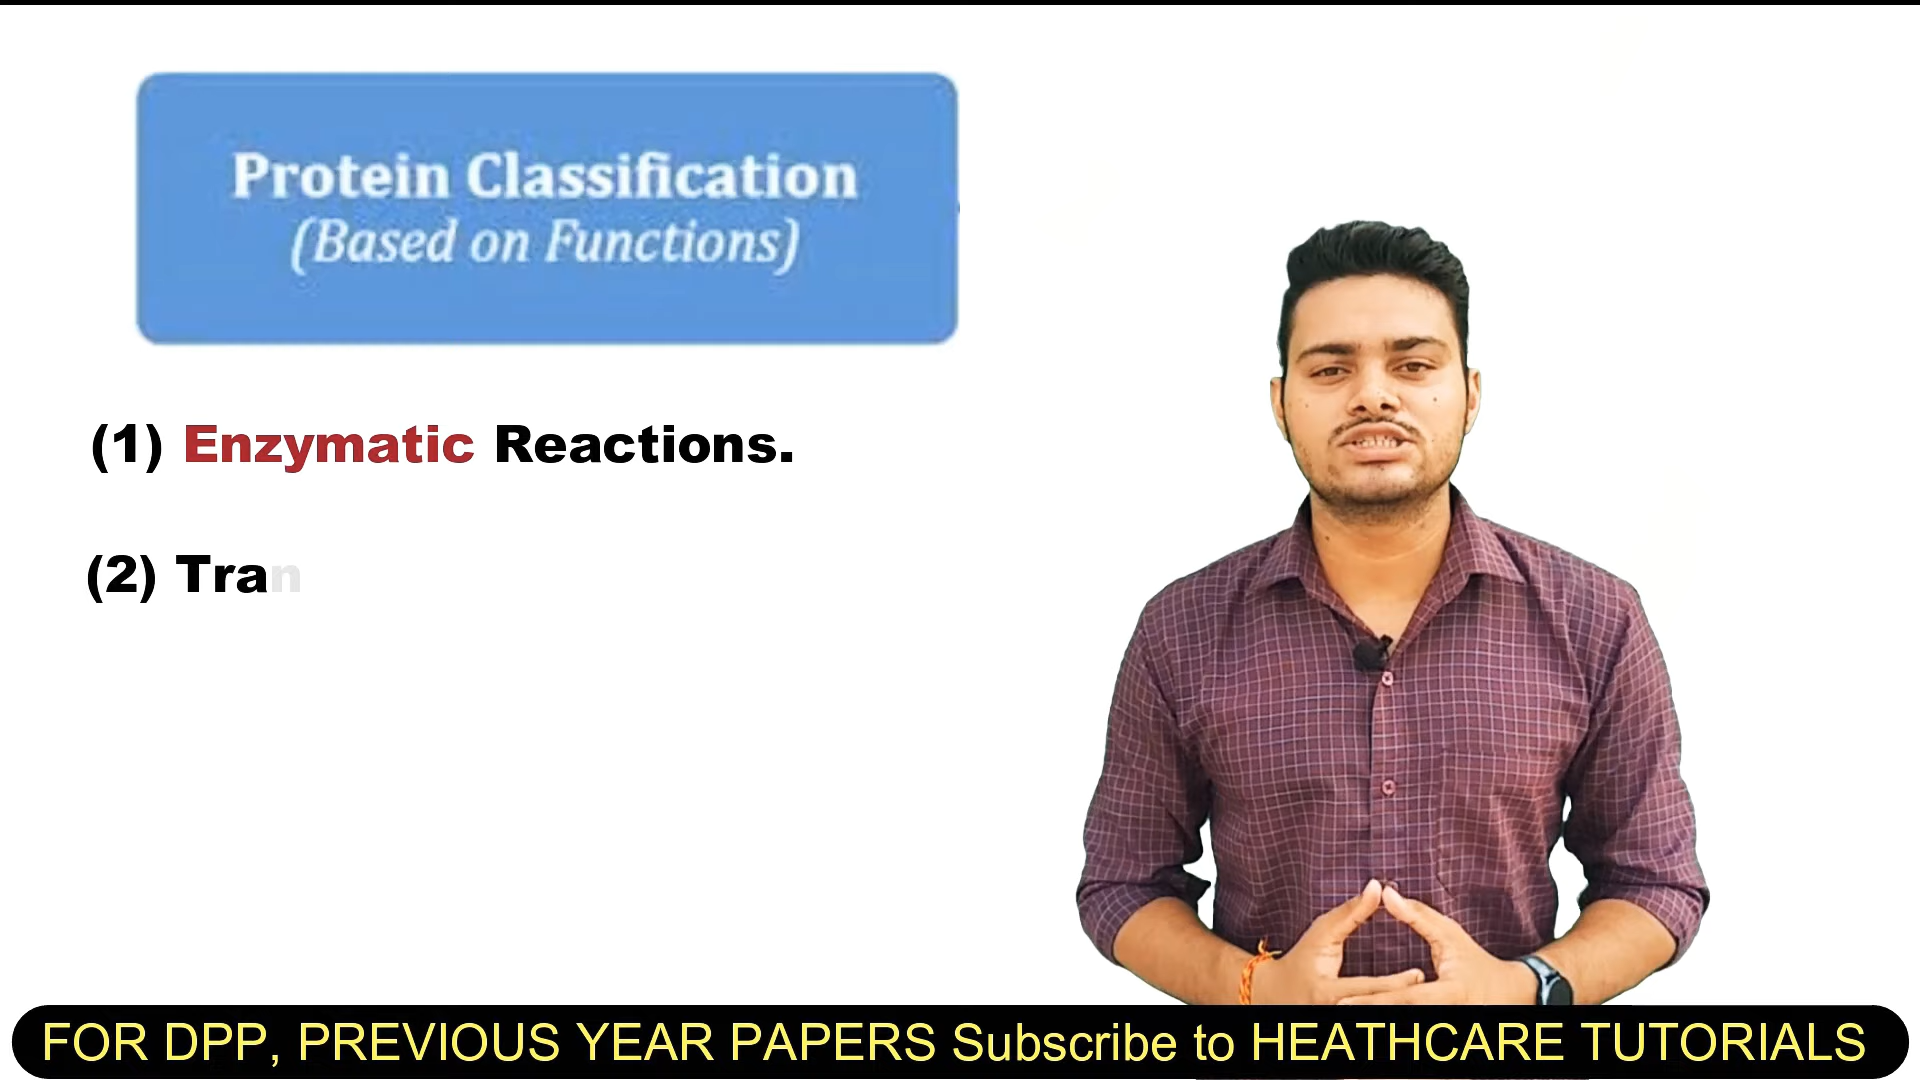 Protein Classification
(Based on Functions)
(1) Enzymatic Reactions.
(2) Tran
FOR DPP, PREVIOUS YEAR PAPERS Subscribe to HEATHCARE TUTORIALS